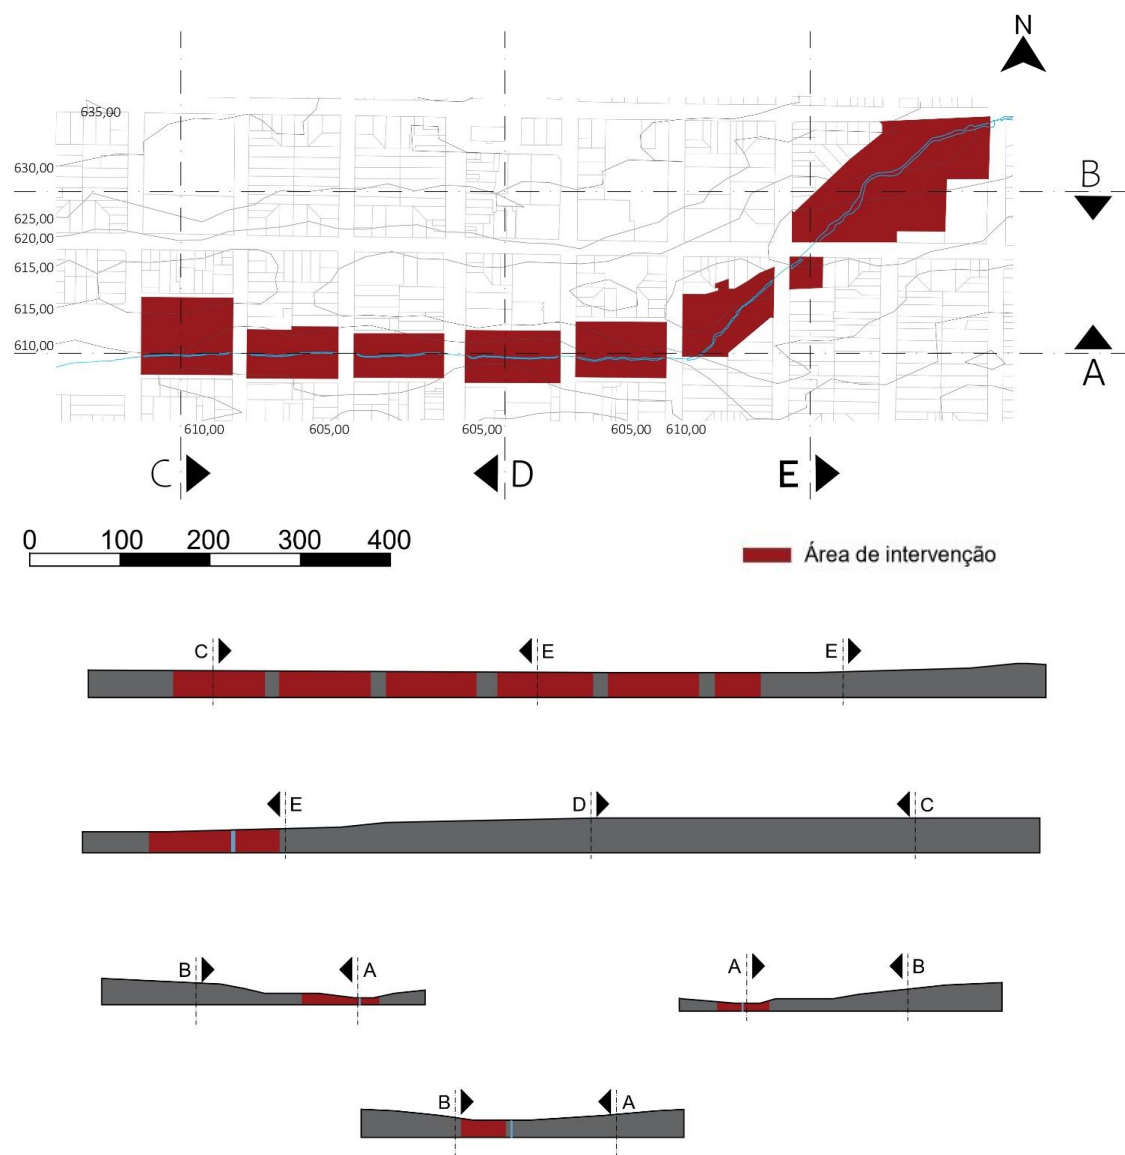 N
635,00
630,00
B
625,00
620,00
615,00
615,00
610,00
A
610,00 605,00 605,00 605,00 610,00
C D E
0 100 200 300 400
Área de intervenção
C E E
E D C
B A A B
B A